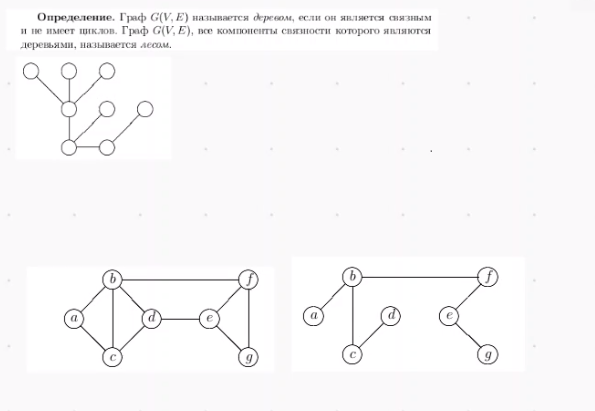 Определение. Граф G(V, E) называется деревом, если он является связным
и не имеет циклов. Граф G(V, E), все компоненты связности которого являются
деревьями, называется лесом.
b f
a d e
c g
b f
a d e
c g